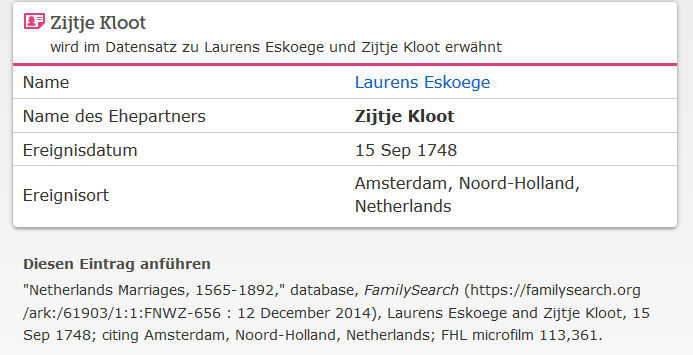 Zijtje Kloot
wird im Datensatz zu Laurens Eskoege und Zijtje Kloot erwähnt
Name Laurens Eskoege
Name des Ehepartners Zijtje Kloot
Ereignisdatum 15 Sep 1748
Ereignisort Amsterdam, Noord-Holland,
Netherlands
Diesen Eintrag anführen
"Netherlands Marriages, 1565-1892," database, FamilySearch (https://familysearch.org
/ark:/61903/1:1:FNWZ-656 : 12 December 2014), Laurens Eskoege and Zijtje Kloot, 15
Sep 1748; citing Amsterdam, Noord-Holland, Netherlands; FHL microfilm 113,361.